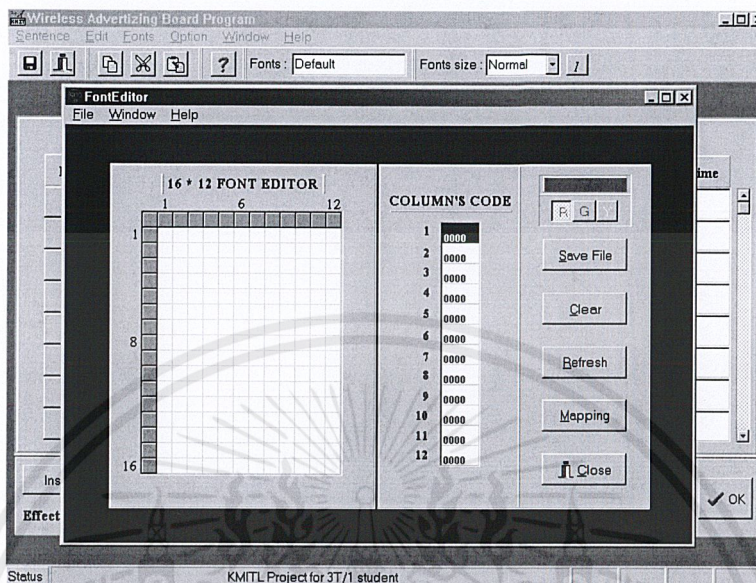 Wireless Advertizing Board Program
Sentence Edit Fonts Option Window Help
? Fonts : Default Fonts size : Normal 1
FontEditor
File Window Help
16 * 12 FONT EDITOR
1 6 12
1
8
16
COLUMN'S CODE
1 0000
2 0000
3 0000
4 0000
5 0000
6 0000
7 0000
8 0000
9 0000
10 0000
11 0000
12 0000
R G Y
Save File
Clear
Refresh
Mapping
Close
ime
Ins
Effect
OK
Status KMITL Project for 3T/1 student